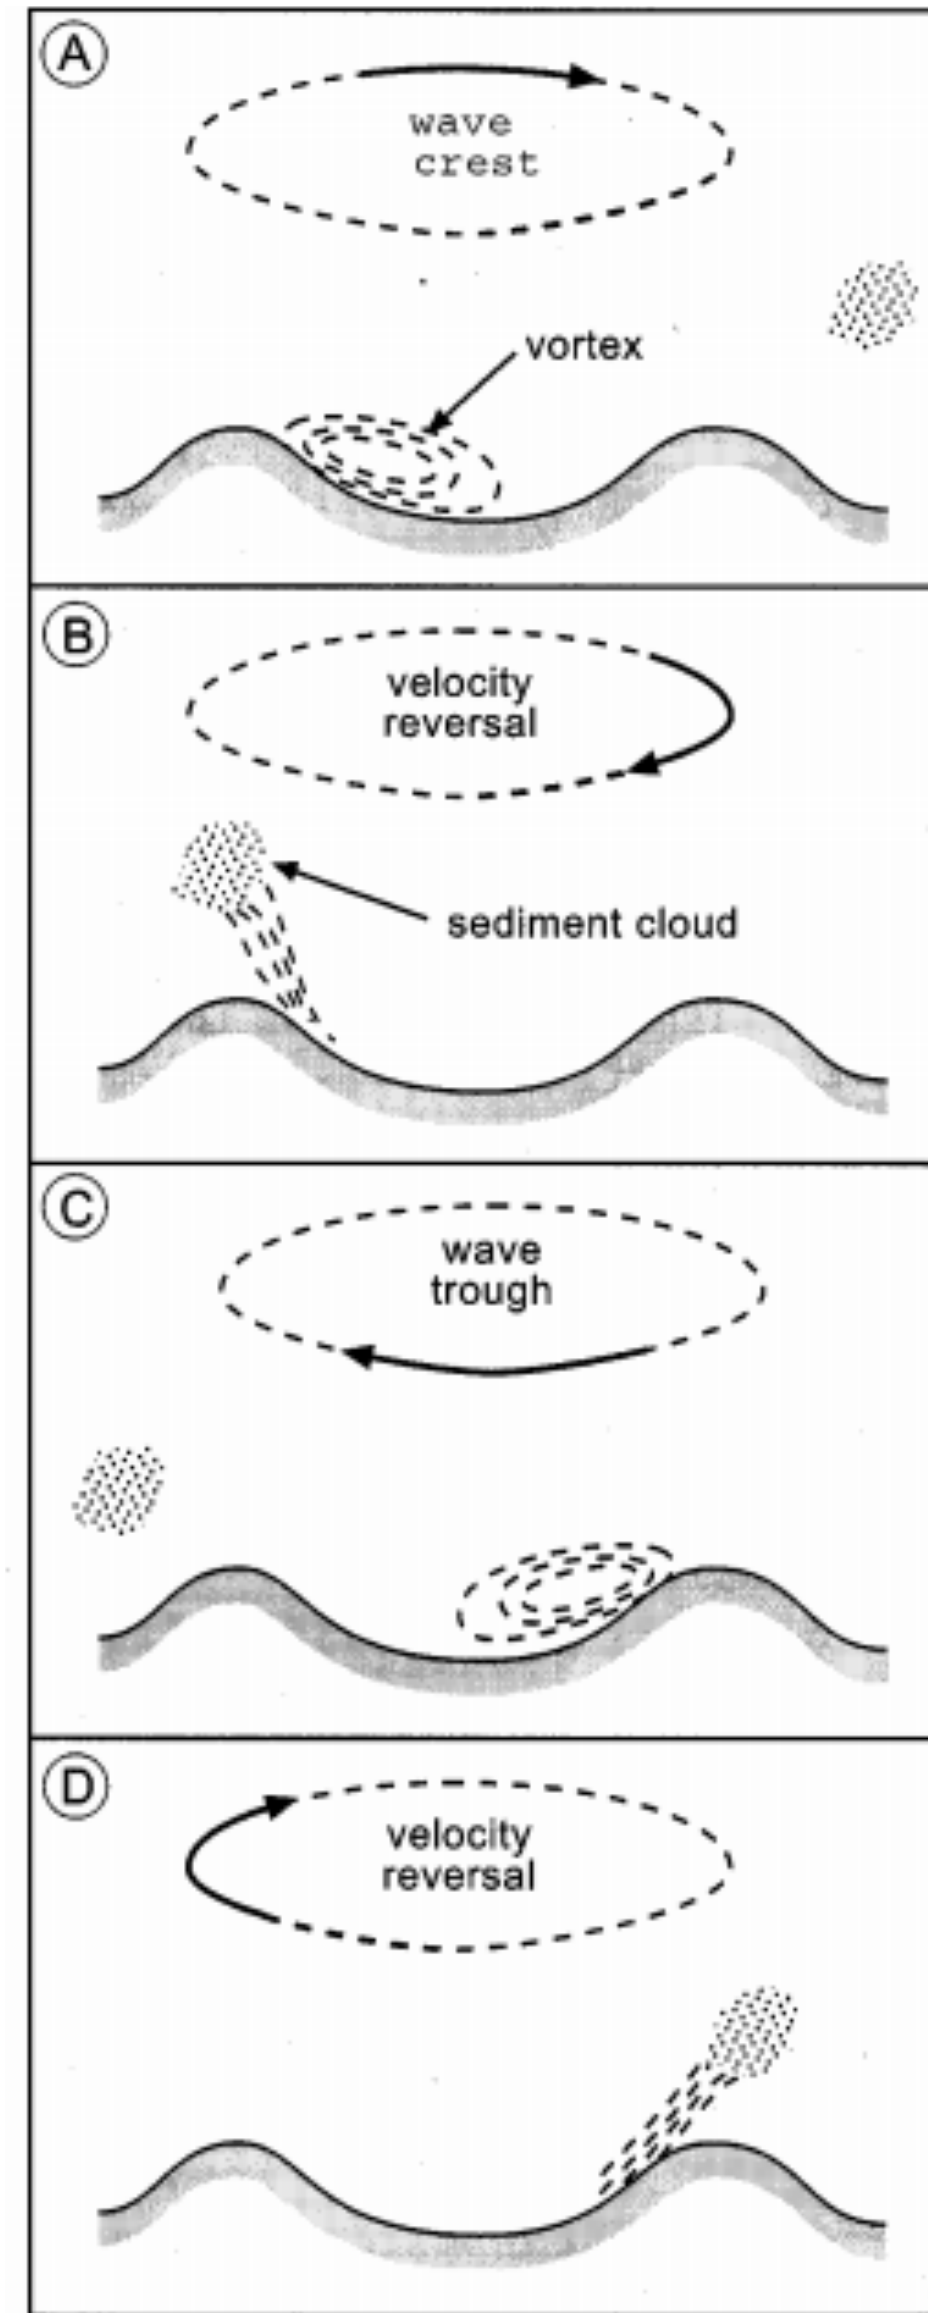 A
wave
crest
vortex
B
velocity
reversal
sediment cloud
C
wave
trough
D
velocity
reversal